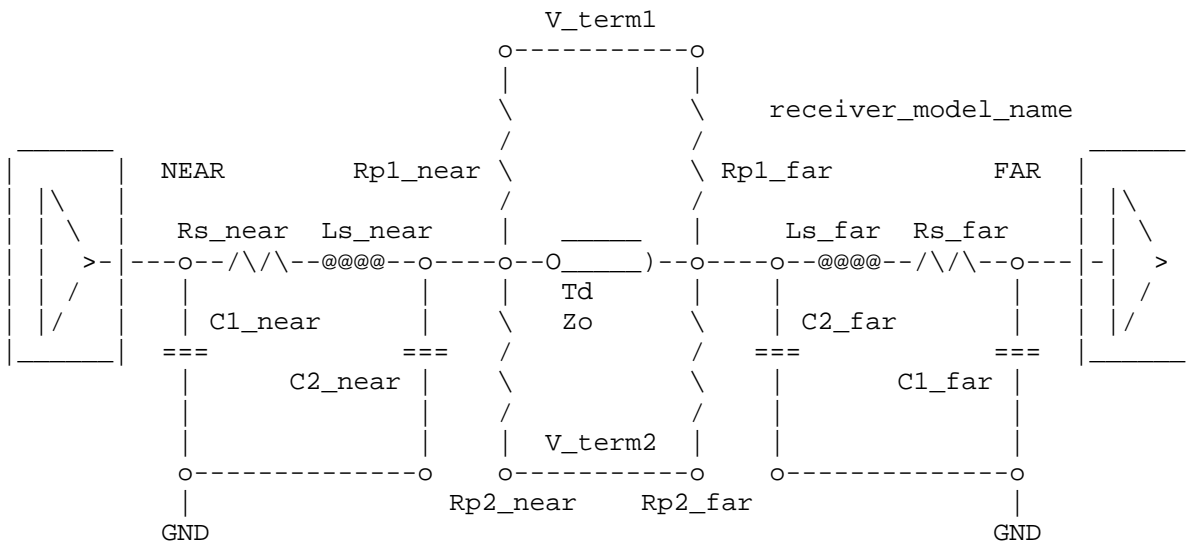 V_term1
receiver_model_name
NEAR Rp1_near Rp1_far FAR
Rs_near Ls_near Ls_far Rs_far
Td
C1_near Zo C2_far
C2_near C1_far
V_term2
Rp2_near Rp2_far
GND GND